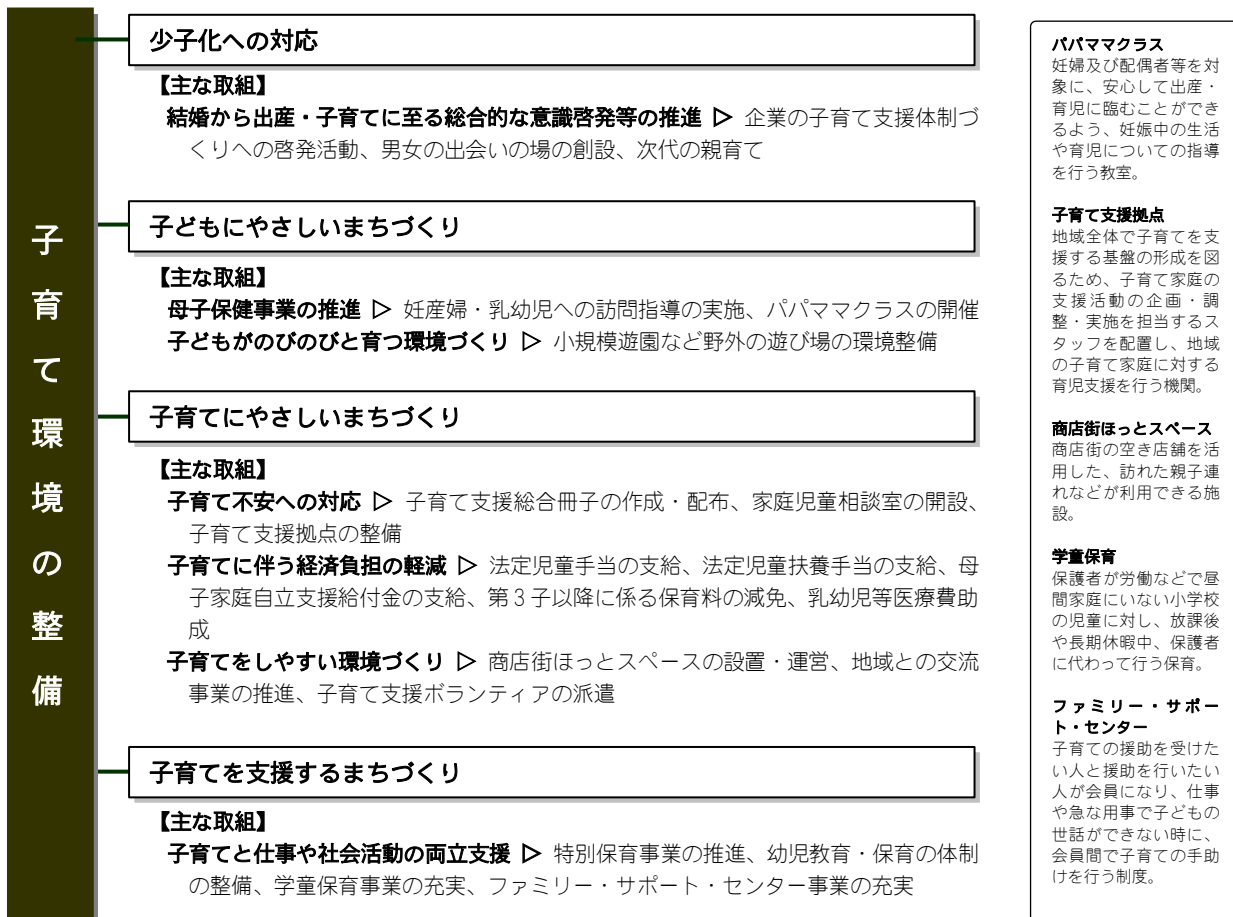 子育て環境の整備
少子化への対応
【主な取組】
結婚から出産・子育てに至る総合的な意識啓発等の推進 ▷ 企業の子育て支援体制づ
くりへの啓発活動、男女の出会いの場の創設、次代の親育て
子どもにやさしいまちづくり
【主な取組】
母子保健事業の推進 ▷ 妊産婦・乳幼児への訪問指導の実施、パパママクラスの開催
子どもがのびのびと育つ環境づくり ▷ 小規模遊園など野外の遊び場の環境整備
子育てにやさしいまちづくり
【主な取組】
子育て不安への対応 ▷ 子育て支援総合冊子の作成・配布、家庭児童相談室の開設、
子育て支援拠点の整備
子育てに伴う経済負担の軽減 ▷ 法定児童手当の支給、法定児童扶養手当の支給、母
子家庭自立支援給付金の支給、第3子以降に係る保育料の減免、乳幼児等医療費助
成
子育てをしやすい環境づくり ▷ 商店街ほっとスペースの設置・運営、地域との交流
事業の推進、子育て支援ボランティアの派遣
子育てを支援するまちづくり
【主な取組】
子育てと仕事や社会活動の両立支援 ▷ 特別保育事業の推進、幼児教育・保育の体制
の整備、学童保育事業の充実、ファミリー・サポート・センター事業の充実
パパママクラス
妊婦及び配偶者等を対
象に、安心して出産・
育児に臨むことができ
るよう、妊娠中の生活
や育児についての指導
を行う教室。
子育て支援拠点
地域全体で子育てを支
援する基盤の形成を図
るため、子育て家庭の
支援活動の企画・調
整・実施を担当するス
タッフを配置し、地域
の子育て家庭に対する
育児支援を行う機関。
商店街ほっとスペース
商店街の空き店舗を活
用した、訪れた親子連
れなどが利用できる施
設。
学童保育
保護者が労働などで昼
間家庭にいない小学校
の児童に対し、放課後
や長期休暇中、保護者
に代わって行う保育。
ファミリー・サポー
ト・センター
子育ての援助を受けた
い人と援助を行いたい
人が会員になり、仕事
や急な用事で子どもの
世話ができない時に、
会員間で子育ての手助
けを行う制度。